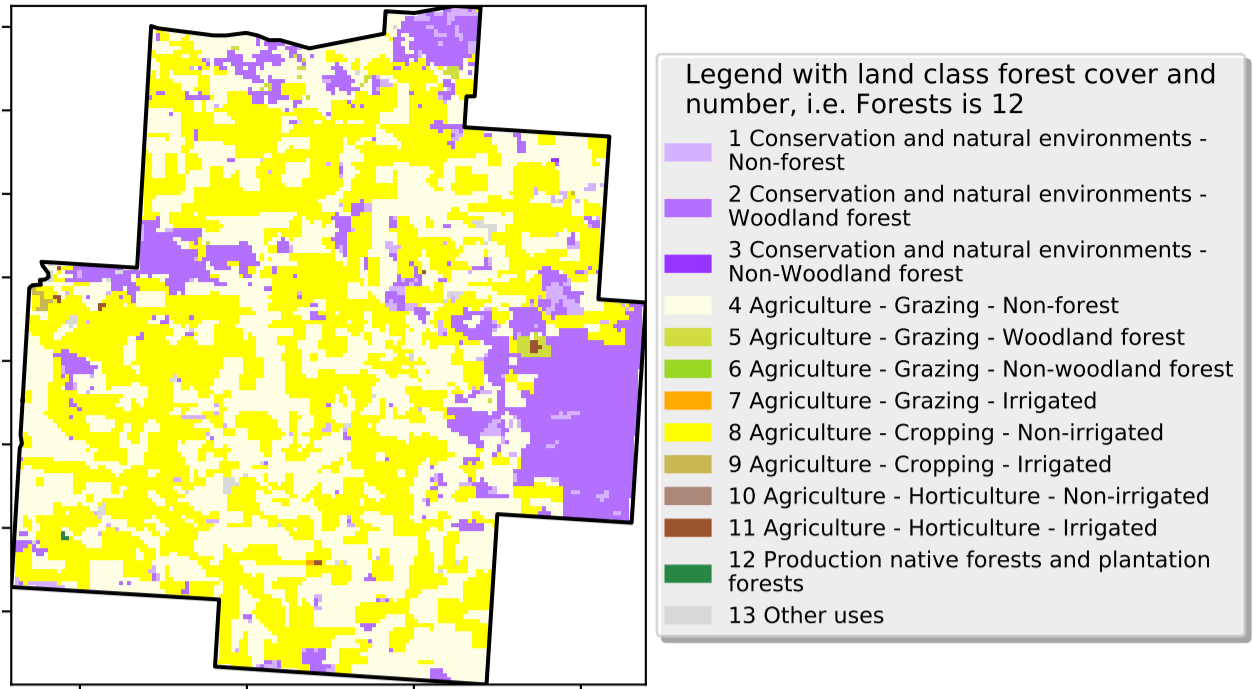 Legend with land class forest cover and
number, i.e. Forests is 12
1 Conservation and natural environments -
Non-forest
2 Conservation and natural environments -
Woodland forest
3 Conservation and natural environments -
Non-Woodland forest
4 Agriculture - Grazing - Non-forest
5 Agriculture - Grazing - Woodland forest
6 Agriculture - Grazing - Non-woodland forest
7 Agriculture - Grazing - Irrigated
8 Agriculture - Cropping - Non-irrigated
9 Agriculture - Cropping - Irrigated
10 Agriculture - Horticulture - Non-irrigated
11 Agriculture - Horticulture - Irrigated
12 Production native forests and plantation
forests
13 Other uses